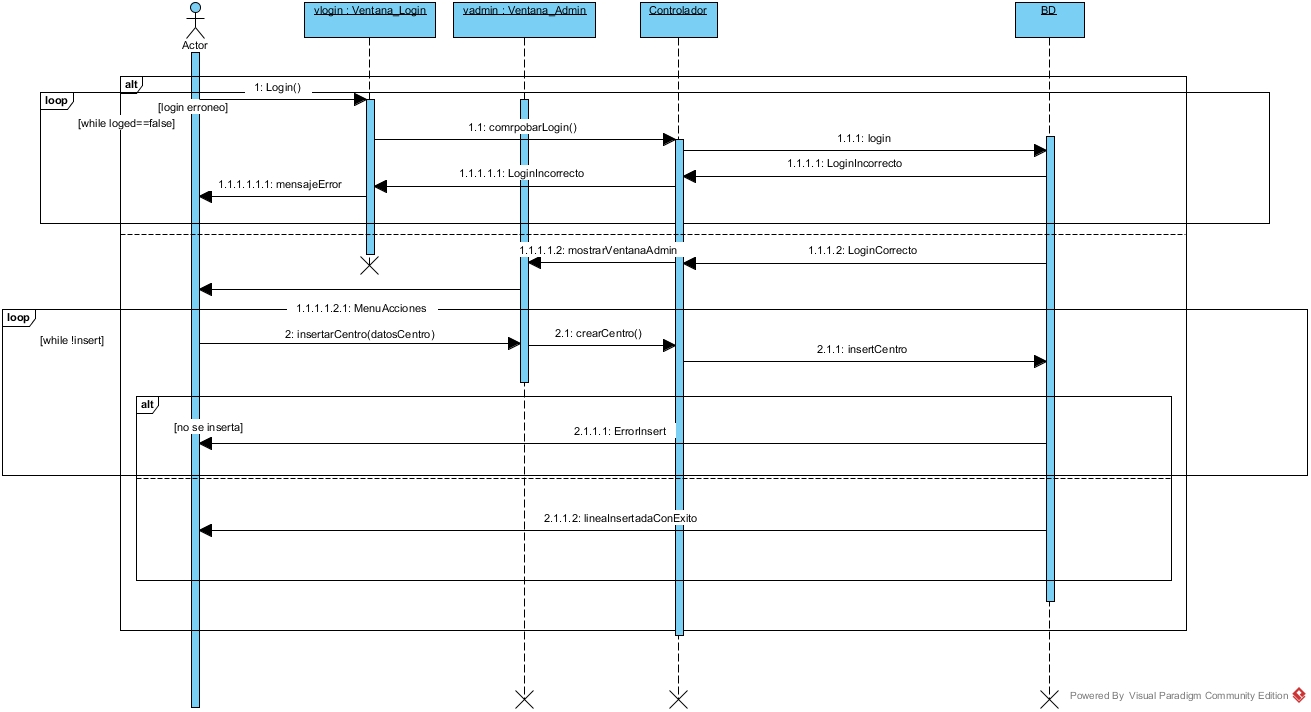 vlogin : Ventana_Login
vadmin : Ventana_Admin
Controlador
BD
Actor
alt
1: Login()
loop
[login erroneo]
[while loged==false]
1.1: comrpobarLogin()
1.1.1: login
1.1.1.1: LoginIncorrecto
1.1.1.1.1: LoginIncorrecto
1.1.1.1.1.1: mensajeError
1.1.1.1.2: mostrarVentanaAdmin
1.1.1.2: LoginCorrecto
1.1.1.1.2.1: MenuAcciones
loop
[while !insert]
2: insertarCentro(datosCentro)
2.1: crearCentro()
2.1.1: insertCentro
alt
[no se inserta]
2.1.1.1: ErrorInsert
2.1.1.2: lineaInsertadaConExito
Powered By Visual Paradigm Community Edition